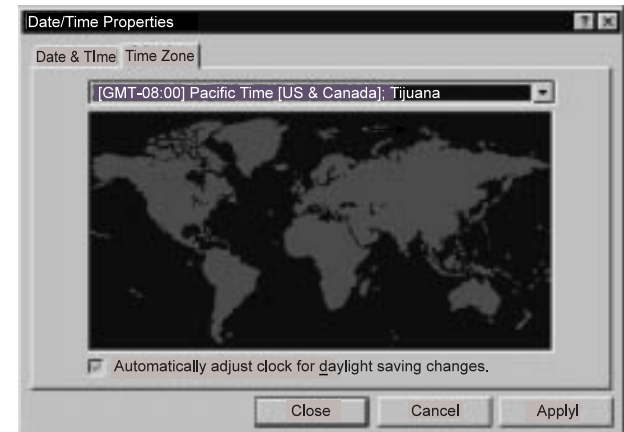 Date/Time Properties
Date & TIme Time Zone
[GMT-08:00] Pacific Time [US & Canada]; Tijuana
Automatically adjust clock for daylight saving changes.
Close Cancel Applyl